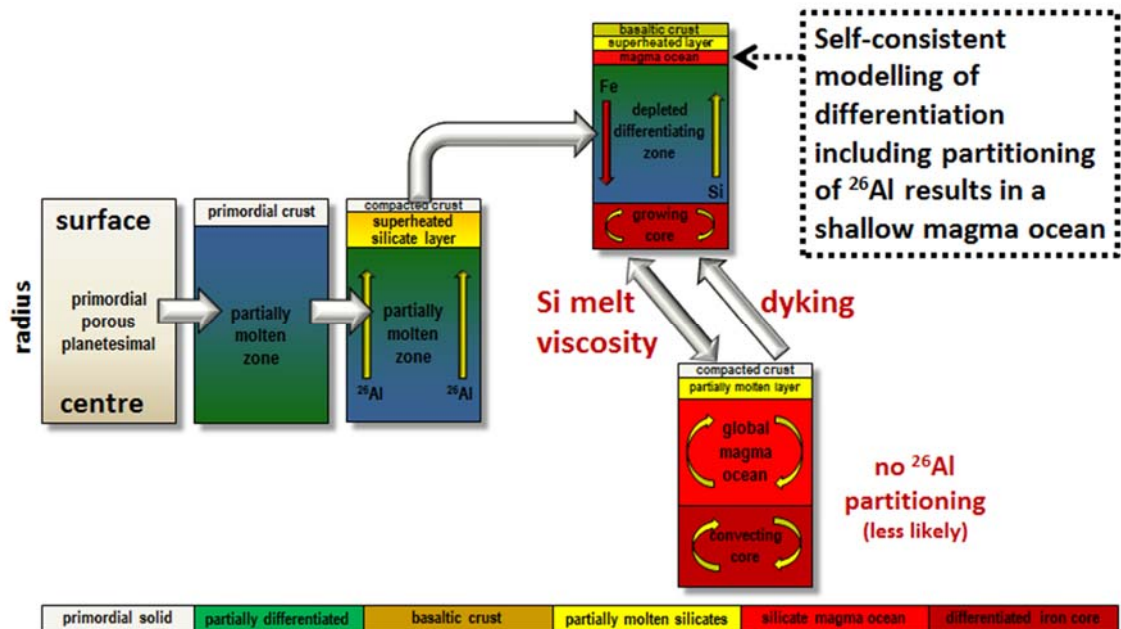 basaltic crust
superheated layer
magma ocean
Fe
depleted
differentiating
zone
Si
growing
core
Self-consistent
modelling of
differentiation
including partitioning
of ²⁶Al results in a
shallow magma ocean
radius
surface
primordial
porous
planetesimal
centre
primordial crust
partially
molten
zone
compacted crust
superheated
silicate layer
partially
molten
zone
²⁶Al
²⁶Al
Si melt
viscosity
dyking
compacted crust
partially molten layer
global
magma
ocean
convecting
core
no ²⁶Al
partitioning
(less likely)
primordial solid
partially differentiated
basaltic crust
partially molten silicates
silicate magma ocean
differentiated iron core